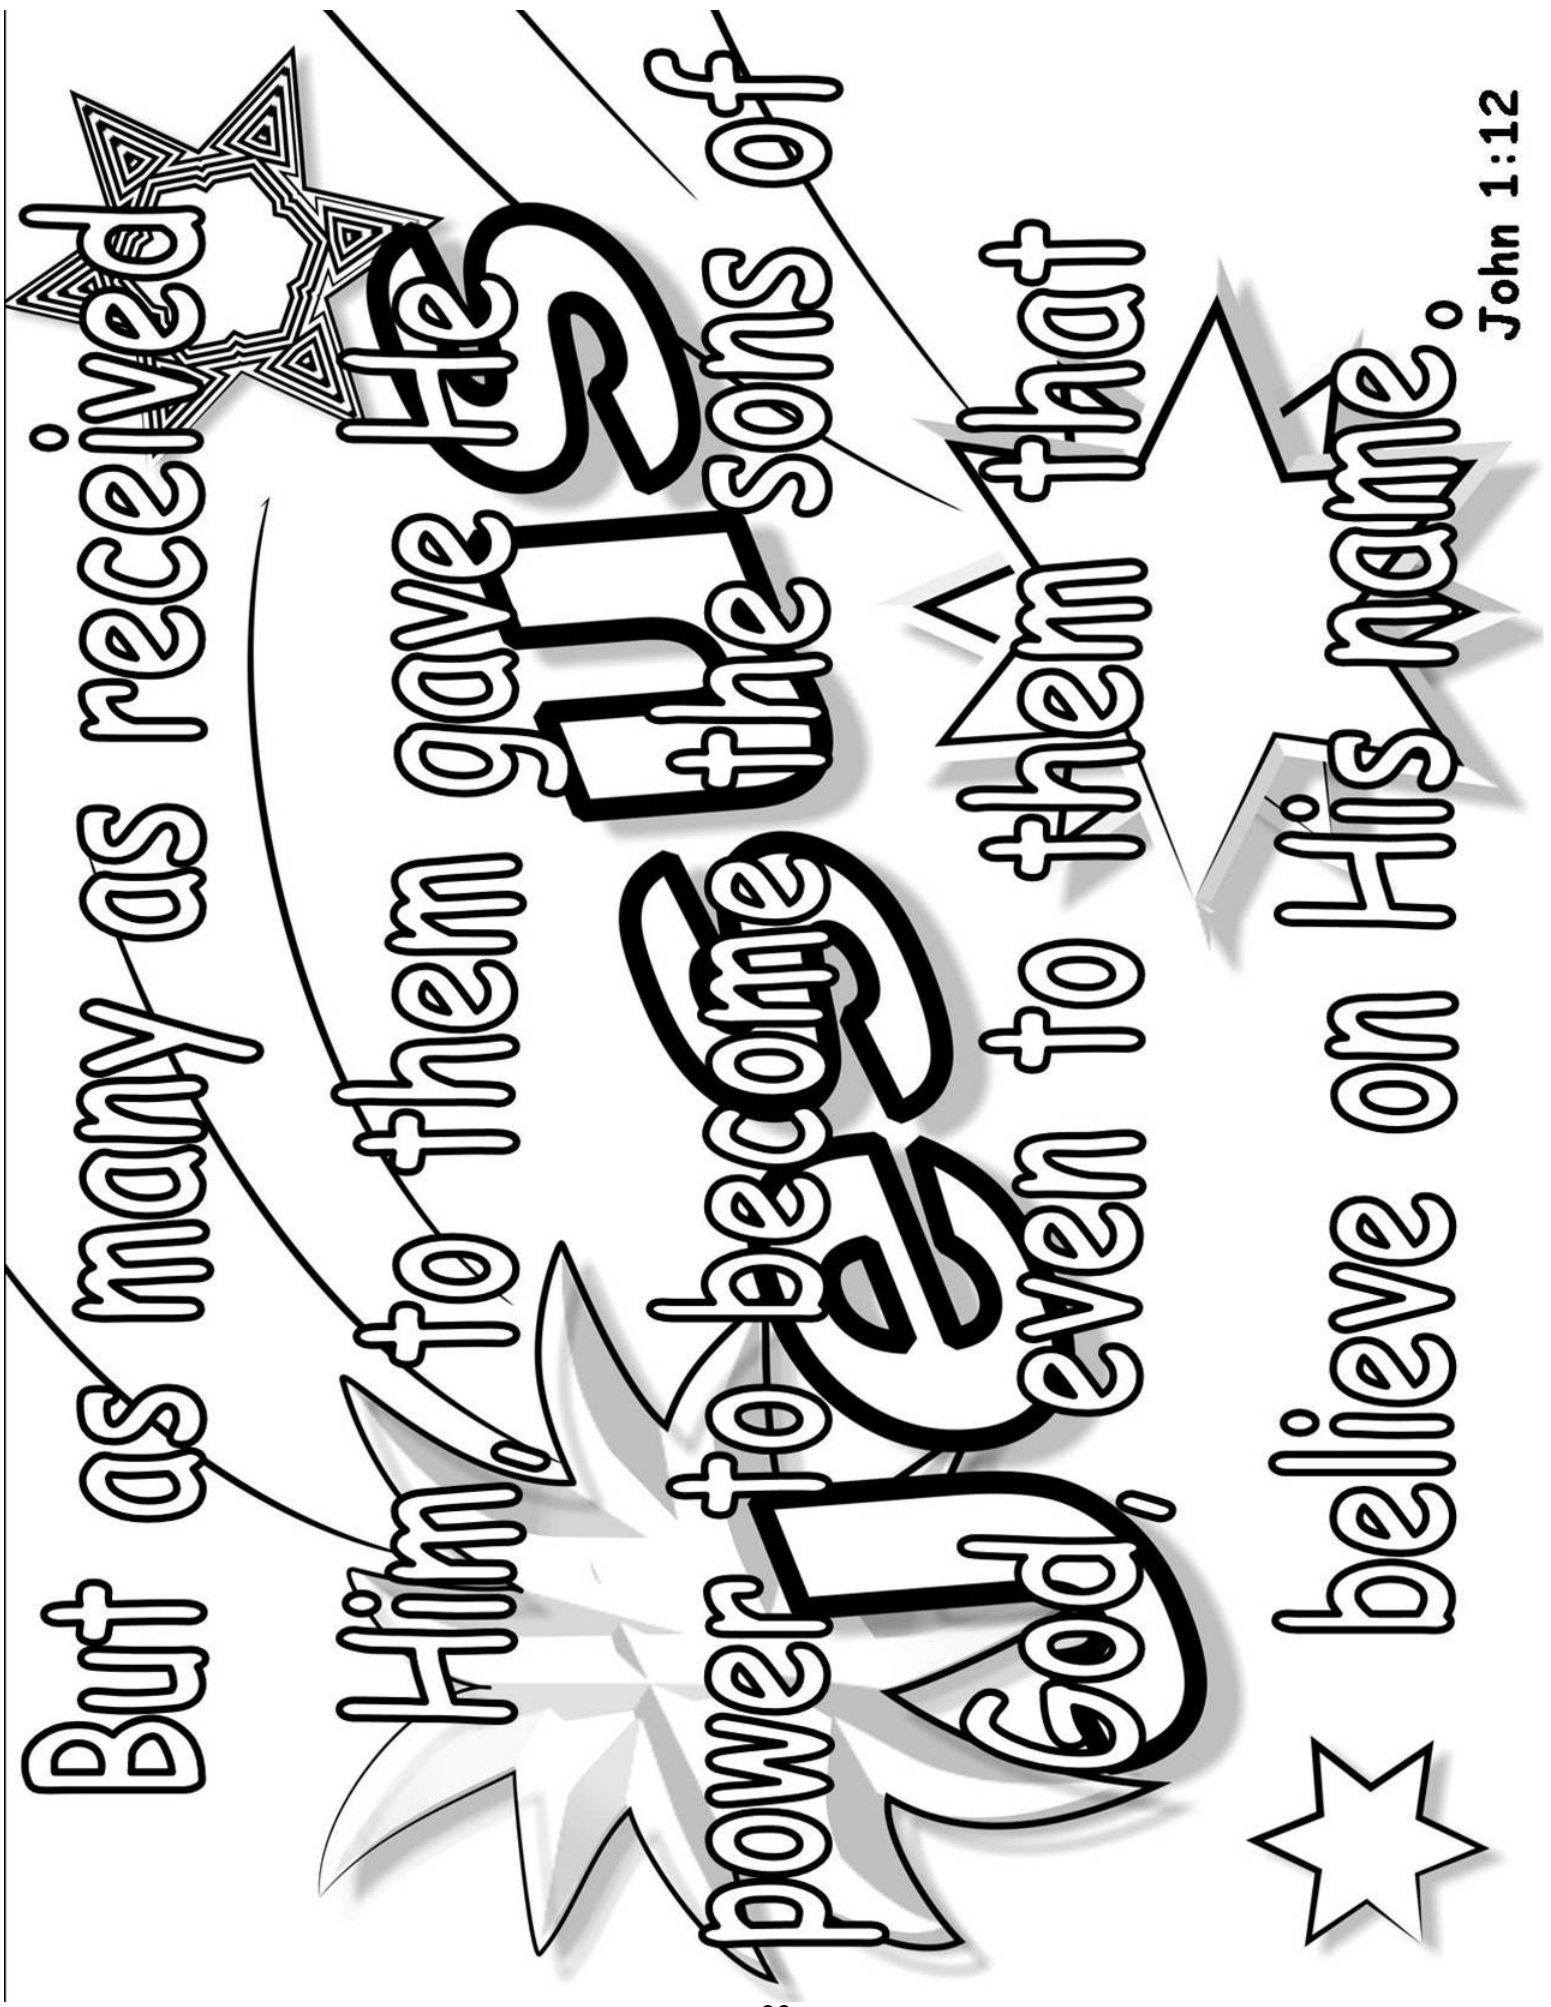 But as many as received
Him, to them gave He
power to become the sons of
God, even to them that
believe on His name.
John 1:12
Jesus